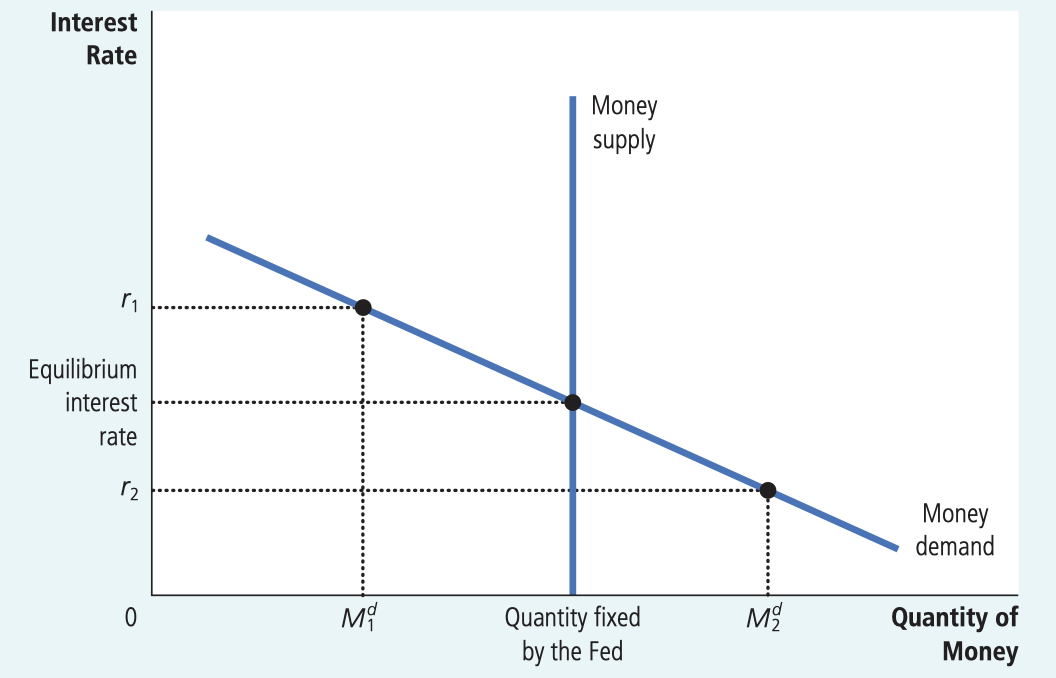 Interest
Rate
Money
supply
r1
Equilibrium
interest
rate
r2
Money
demand
0
M1d
Quantity fixed
by the Fed
M2d
Quantity of
Money